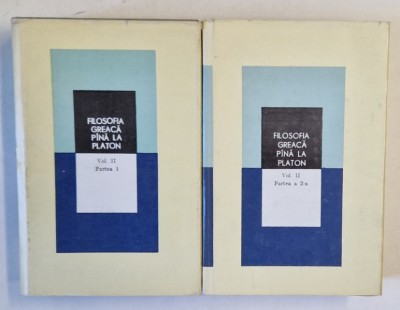 FILOSOFIA
GREACĂ
PÎNĂ LA
PLATON
Vol. II
Partea 1
FILOSOFIA
GREACĂ
PÎNĂ LA
PLATON
Vol. II
Partea a 2-a